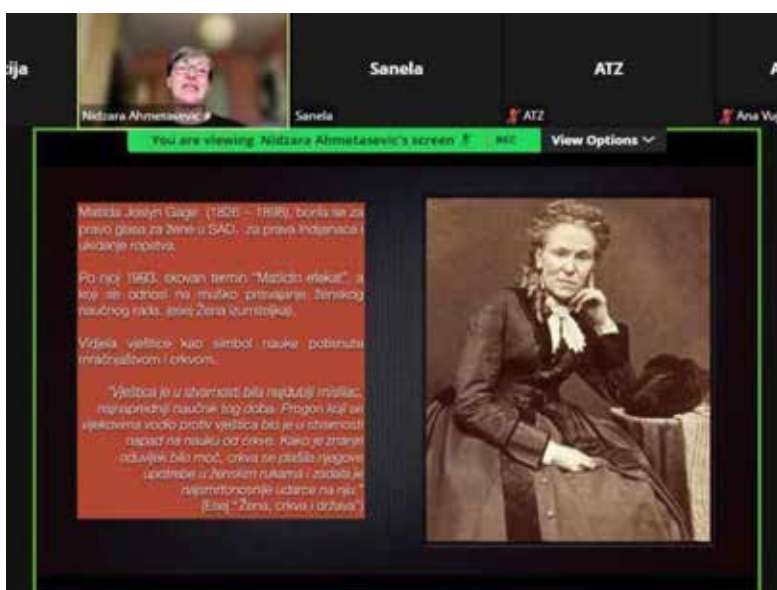 ija
Sanela
ATZ
A
Nidzara Ahmetasevic
Sanela
ATZ
Ana Vuj
You are viewing Nidzara Ahmetasevic's screen
REC
View Options
Matilda Joslyn Gage (1826 – 1898), borila se za
pravo glasa za žene u SAD, za prava Indijanaca i
ukidanje ropstva.
Po njoj 1993. skovan termin "Matildin efekat", a
koji se odnosi na muško prisvajanje ženskog
naučnog rada. (esej Žena izumiteljka).
Vidjela vještice kao simbol nauke potisnute
mračnjaštvom i crkvom.
"Vještica je u stvarnosti bila najdublji mislilac,
najnapredniji naučnik tog doba. Progon koji se
vijekovima vodio protiv vještica bio je u stvarnosti
napad na nauku od crkve. Kako je znanje
oduvijek bilo moć, crkva se plašila njegove
upotrebe u ženskim rukama i zadala je
najsmrtonosnije udarce na nju."
(Esej "Žena, crkva i država")